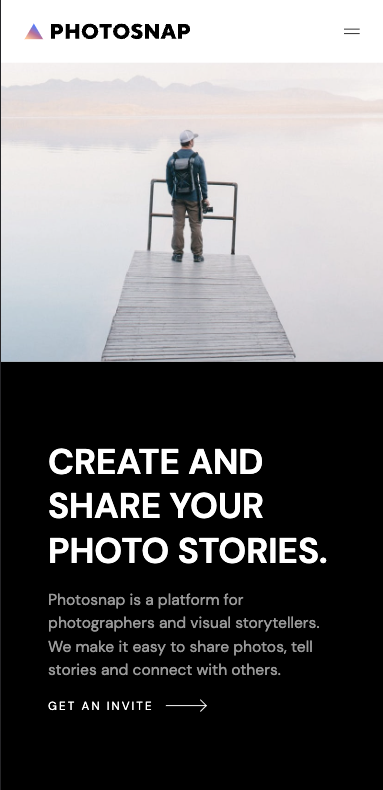 PHOTOSNAP
CREATE AND
SHARE YOUR
PHOTO STORIES.
Photosnap is a platform for
photographers and visual storytellers.
We make it easy to share photos, tell
stories and connect with others.
GET AN INVITE